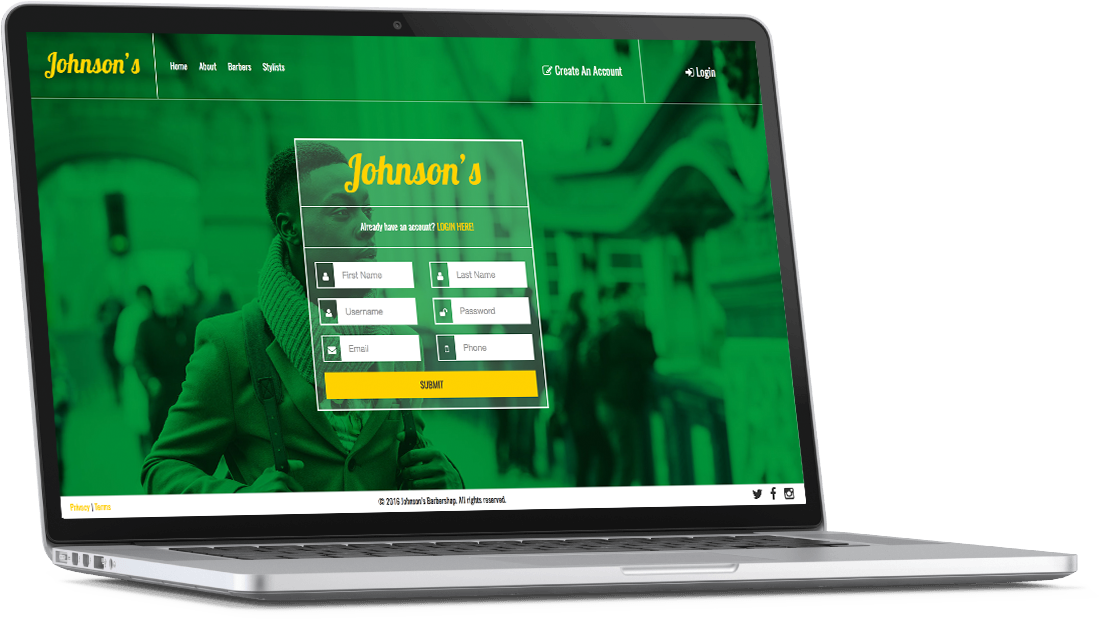 Johnson's
Home About Barbers Stylists
Create An Account
Login
Johnson's
Already have an account? LOGIN HERE!
First Name
Last Name
Username
Password
Email
Phone
SUBMIT
Privacy | Terms
© 2016 Johnson's Barbershop. All rights reserved.